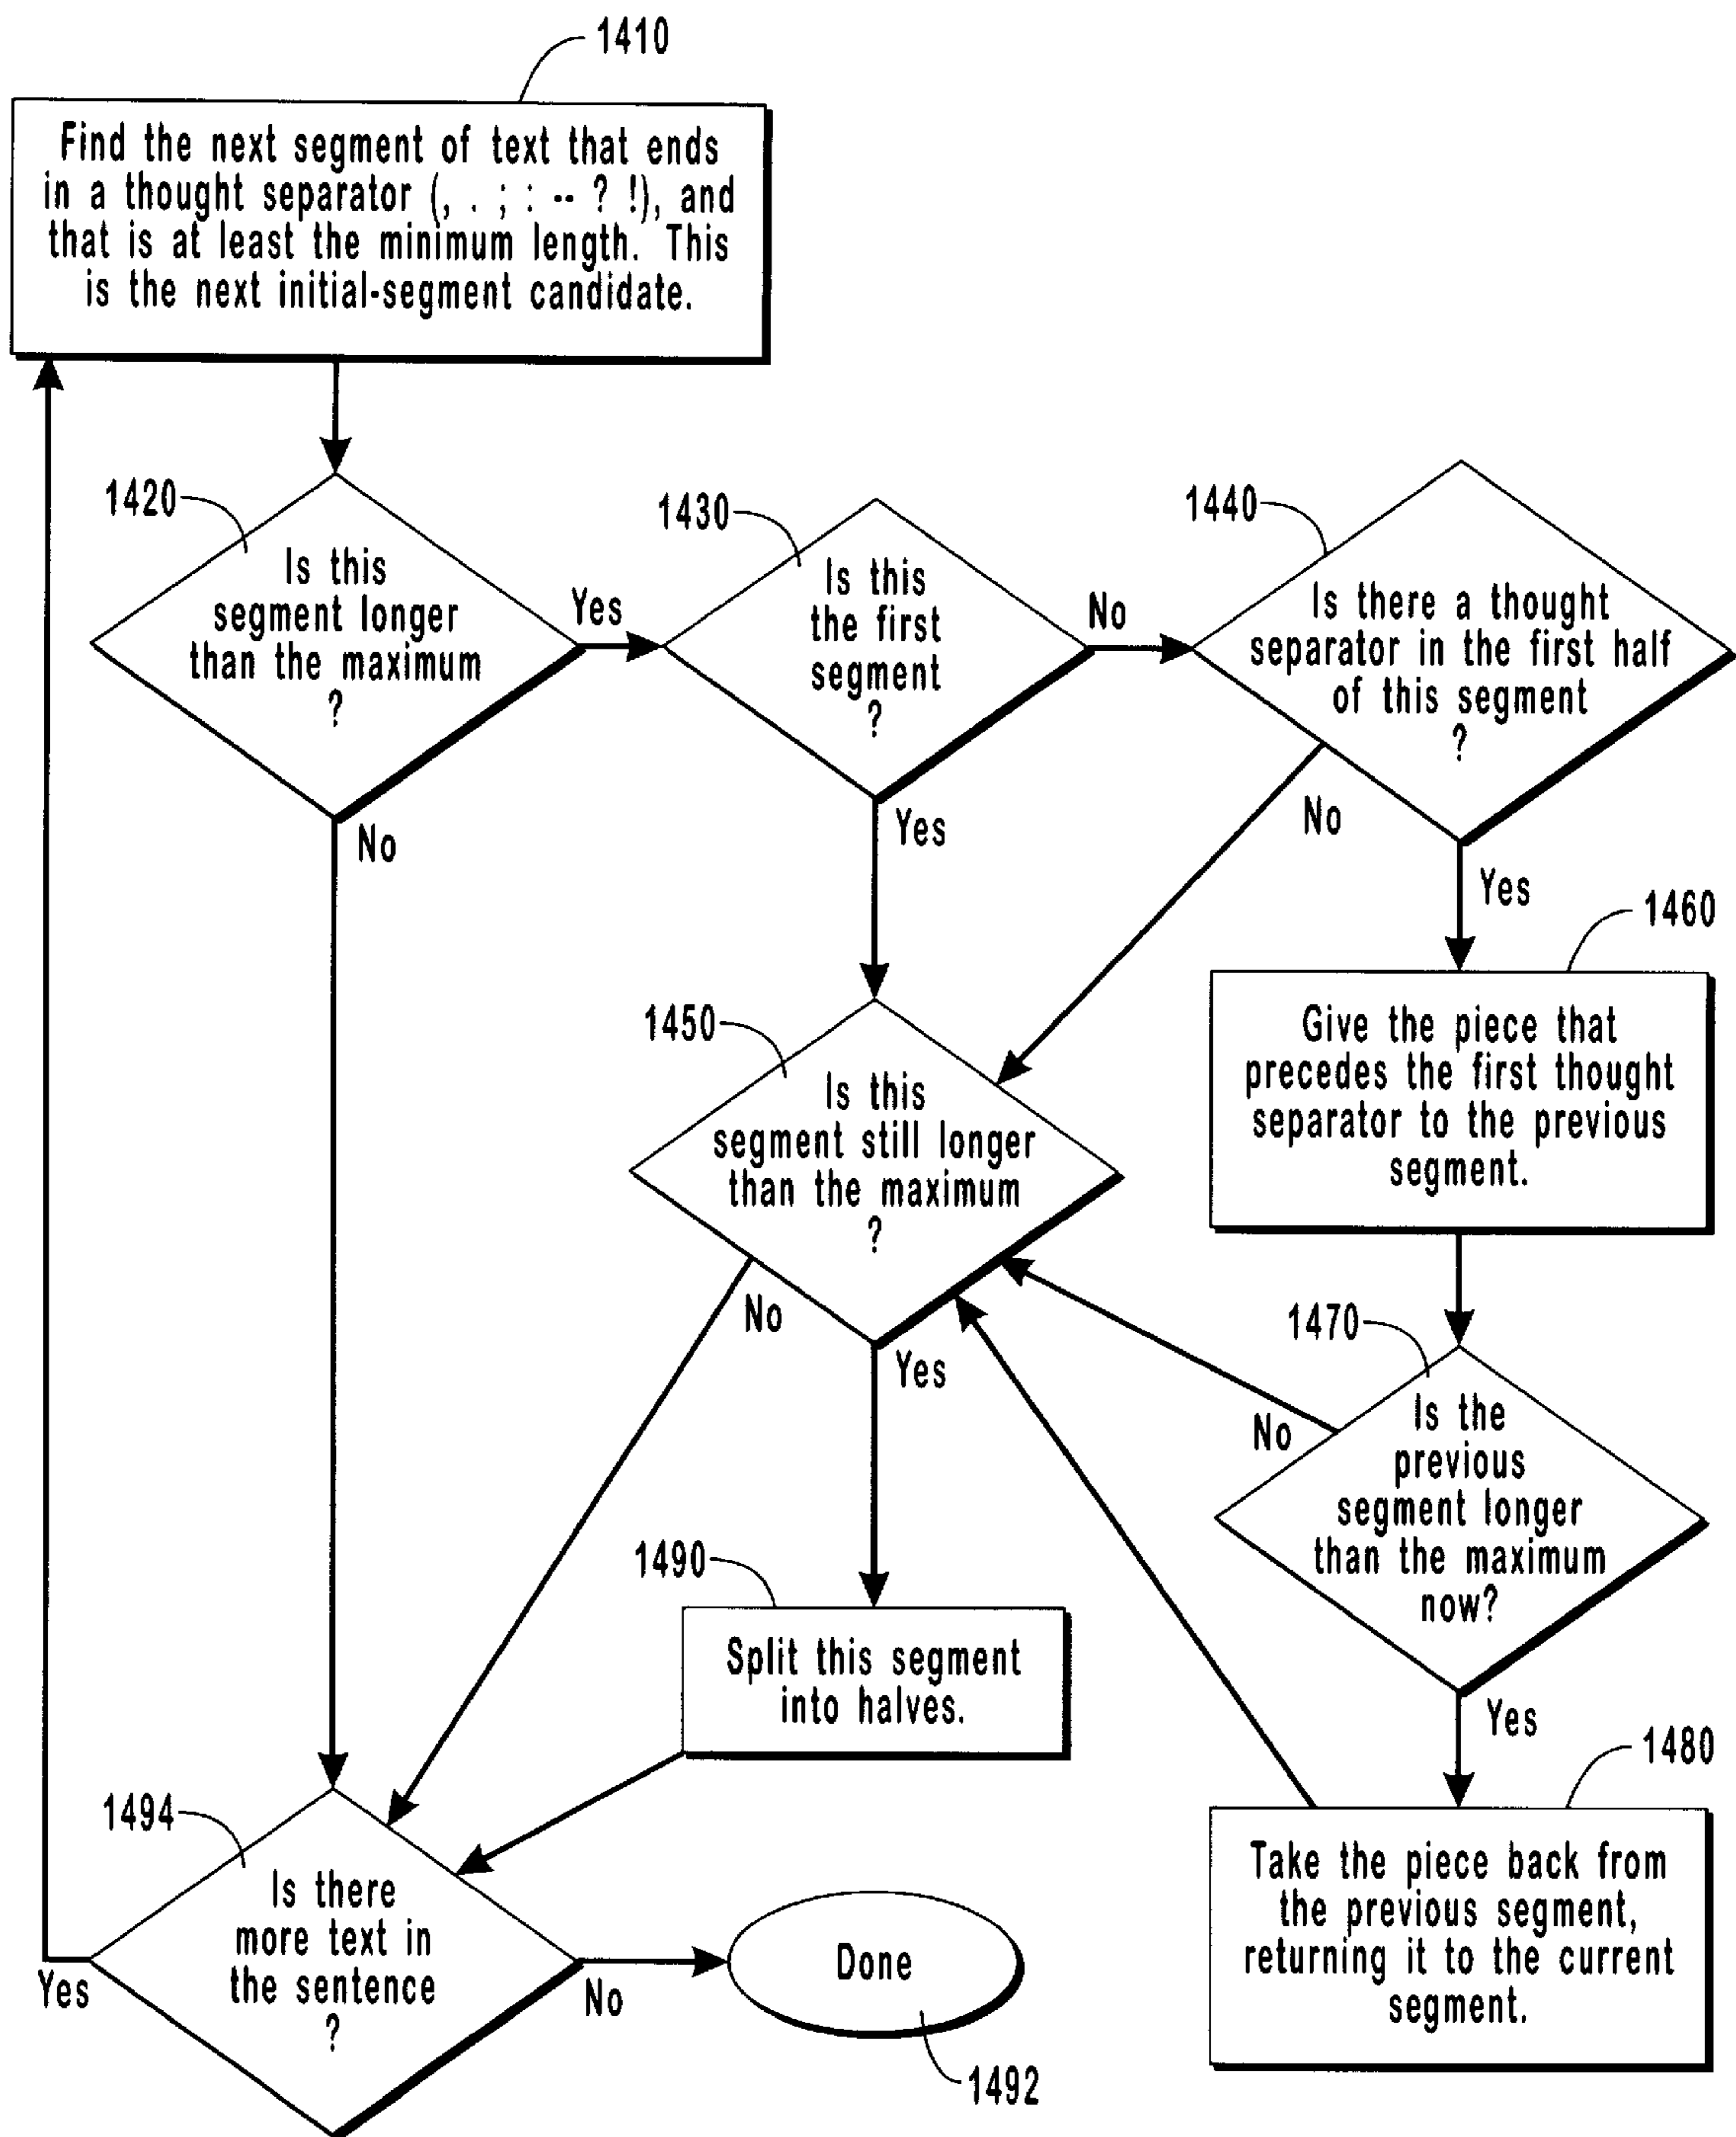 1410
Find the next segment of text that ends
in a thought separator (, . ; : -- ? !), and
that is at least the minimum length. This
is the next initial-segment candidate.
1420
Is this
segment longer
than the maximum
?
Yes
No
1430
Is this
the first
segment
?
No
Yes
1440
Is there a thought
separator in the first half
of this segment
?
No
Yes
1450
Is this
segment still longer
than the maximum
?
No
Yes
1460
Give the piece that
precedes the first thought
separator to the previous
segment.
1470
Is the
previous
segment longer
than the maximum
now?
No
Yes
1480
Take the piece back from
the previous segment,
returning it to the current
segment.
1490
Split this segment
into halves.
1494
Is there
more text in
the sentence
?
Yes
No
Done
1492